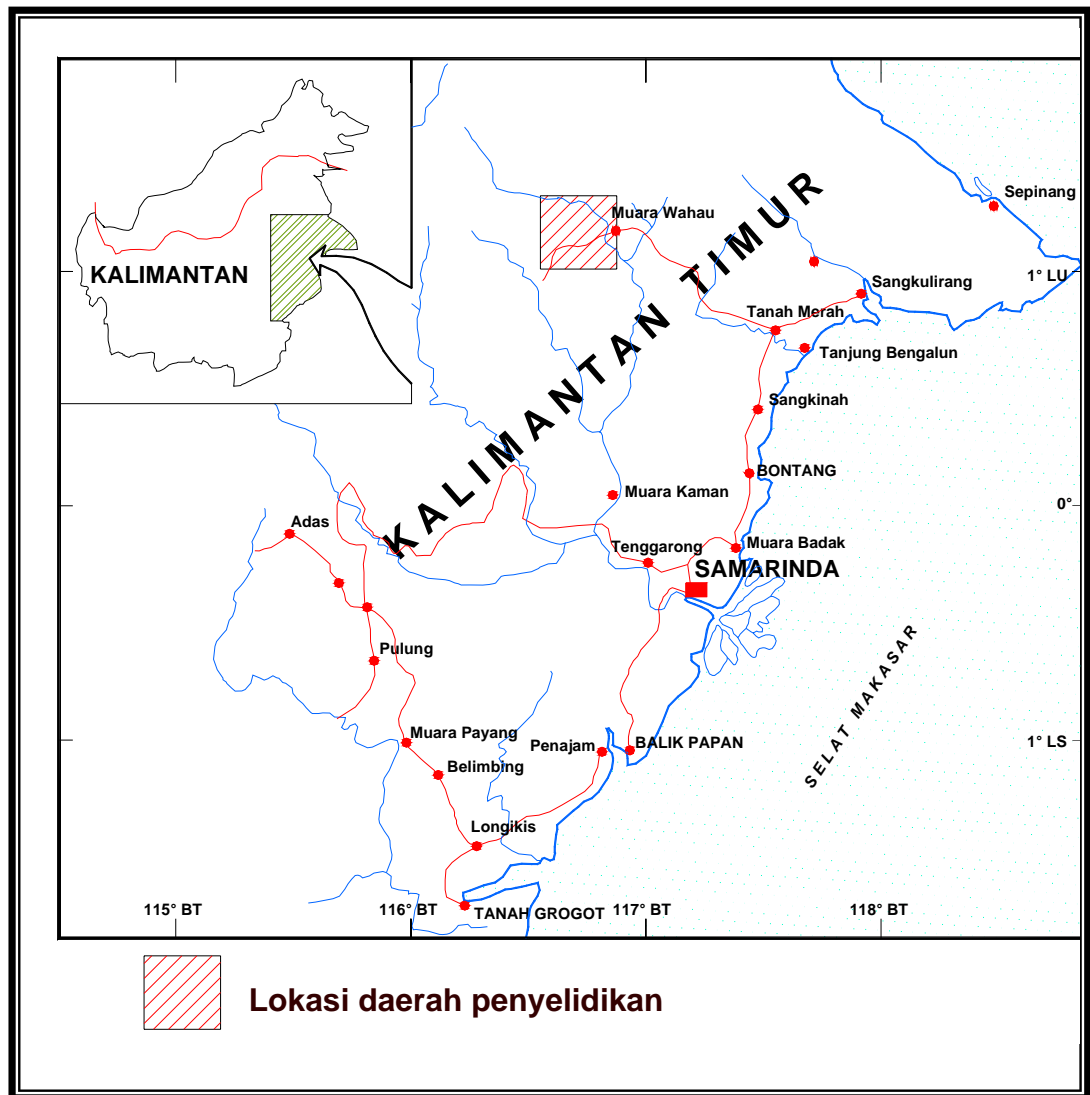 Sepinang
Muara Wahau
KALIMANTAN
1° LU
Sangkulirang
Tanah Merah
Tanjung Bengalun
KALIMANTAN TIMUR
Sangkinah
BONTANG
Muara Kaman
0°
Adas
Muara Badak
Tenggarong
SAMARINDA
Pulung
SELAT MAKASAR
Muara Payang
Penajam
BALIK PAPAN
1° LS
Belimbing
Longikis
115° BT
116° BT
117° BT
118° BT
TANAH GROGOT
Lokasi daerah penyelidikan